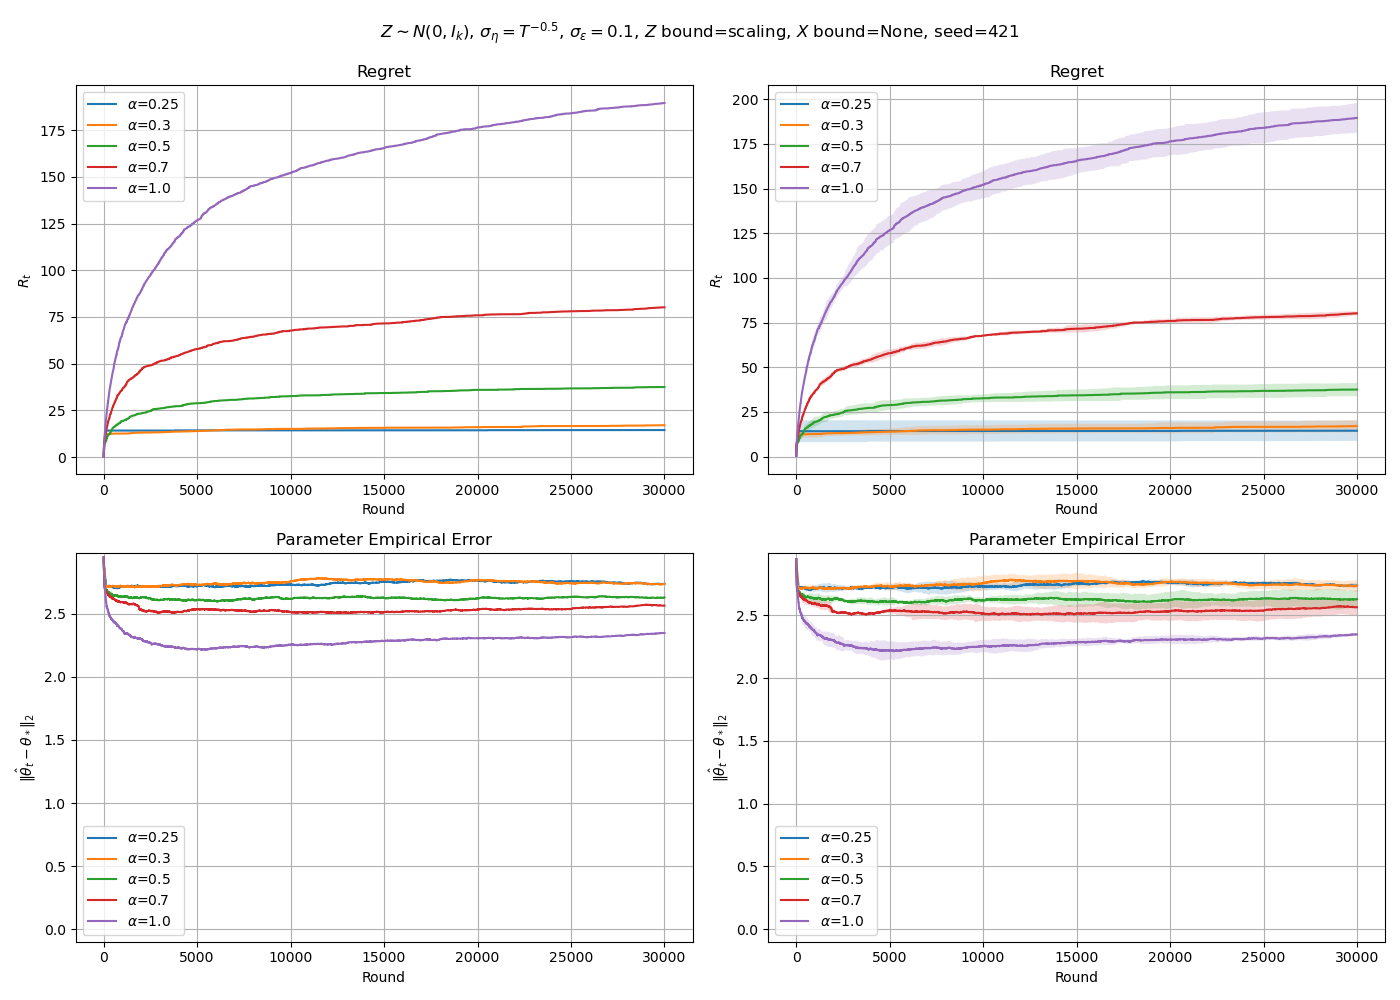 Z ~ N(0, I_k), σ_η = T^{-0.5}, σ_ε = 0.1, Z bound=scaling, X bound=None, seed=421
Regret
α=0.25
α=0.3
α=0.5
α=0.7
α=1.0
175
150
125
100
75
50
25
0
R_t
0 5000 10000 15000 20000 25000 30000
Round
Regret
α=0.25
α=0.3
α=0.5
α=0.7
α=1.0
200
175
150
125
100
75
50
25
0
R_t
0 5000 10000 15000 20000 25000 30000
Round
Parameter Empirical Error
2.5
2.0
1.5
1.0
0.5
0.0
‖θ̂_t − θ_*‖_2
α=0.25
α=0.3
α=0.5
α=0.7
α=1.0
0 5000 10000 15000 20000 25000 30000
Round
Parameter Empirical Error
2.5
2.0
1.5
1.0
0.5
0.0
‖θ̂_t − θ_*‖_2
α=0.25
α=0.3
α=0.5
α=0.7
α=1.0
0 5000 10000 15000 20000 25000 30000
Round